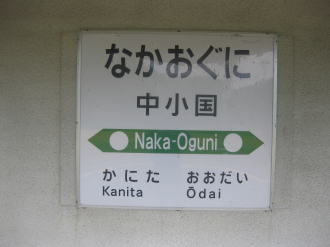 なかおぐに
中小国
Naka-Oguni
かにた おおだい
Kanita Ōdai